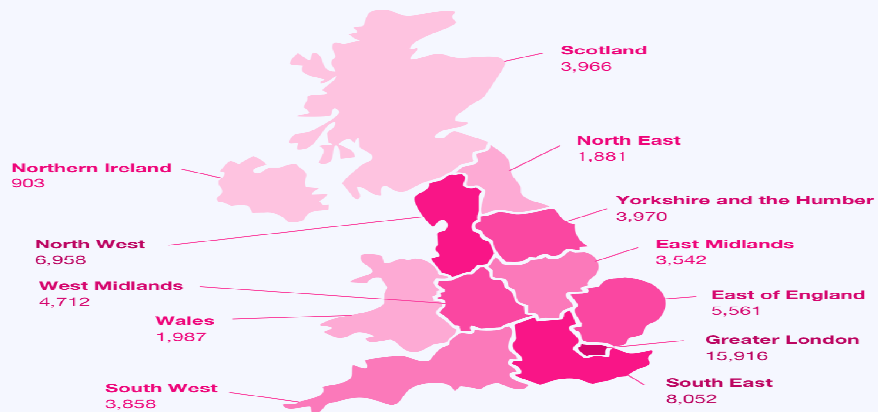 Scotland
3,966
North East
1,881
Northern Ireland
903
Yorkshire and the Humber
3,970
North West
6,958
East Midlands
3,542
West Midlands
4,712
East of England
5,561
Wales
1,987
Greater London
15,916
South West
3,858
South East
8,052